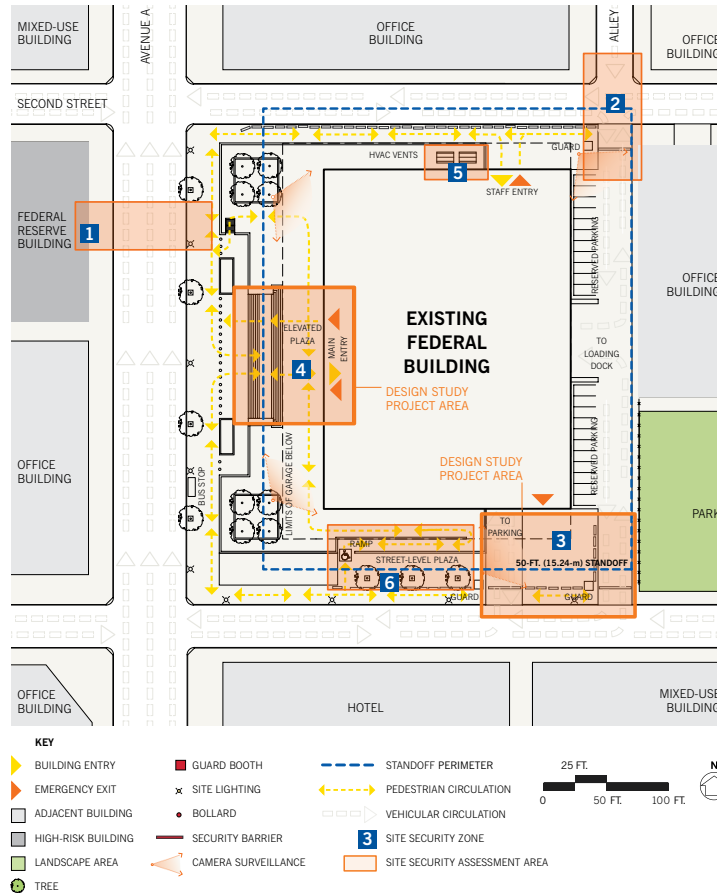 MIXED-USE
BUILDING
AVENUE A
OFFICE
BUILDING
ALLEY
OFFICE
BUILDING
SECOND STREET
2
HVAC VENTS
GUARD
5
STAFF ENTRY
FEDERAL
RESERVE
BUILDING
1
RESERVED PARKING
OFFICE
BUILDING
ELEVATED
PLAZA
MAIN
ENTRY
4
EXISTING
FEDERAL
BUILDING
TO
LOADING
DOCK
DESIGN STUDY
PROJECT AREA
OFFICE
BUILDING
BUS STOP
LIMITS OF GARAGE BELOW
DESIGN STUDY
PROJECT AREA
RESERVED PARKING
PARK
TO
PARKING
3
RAMP
STREET-LEVEL PLAZA
50-FT. (15.24-m) STANDOFF
6
GUARD
GUARD
OFFICE
BUILDING
HOTEL
MIXED-USE
BUILDING
KEY
BUILDING ENTRY
EMERGENCY EXIT
ADJACENT BUILDING
HIGH-RISK BUILDING
LANDSCAPE AREA
TREE
GUARD BOOTH
SITE LIGHTING
BOLLARD
SECURITY BARRIER
CAMERA SURVEILLANCE
STANDOFF PERIMETER
PEDESTRIAN CIRCULATION
VEHICULAR CIRCULATION
3 SITE SECURITY ZONE
SITE SECURITY ASSESSMENT AREA
25 FT.
0 50 FT. 100 FT.
N